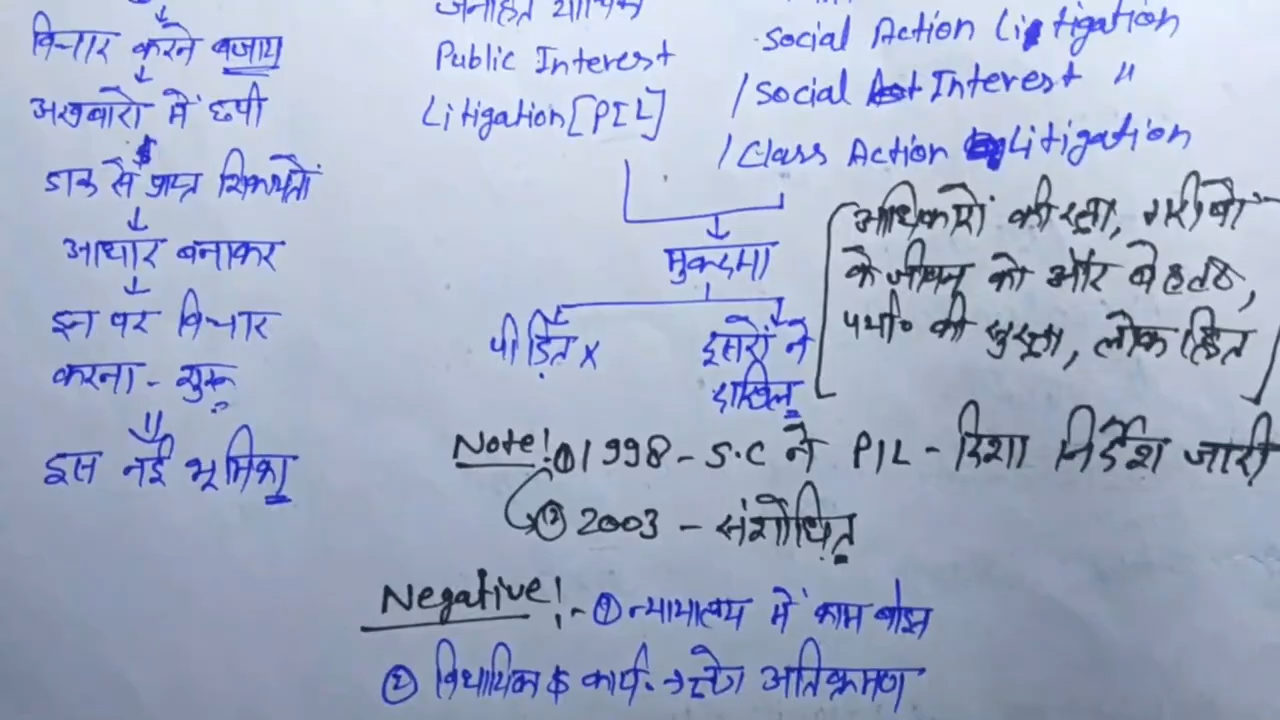 विचार करने बजाय
अखबारो में छपी
डाक से प्राप्त शिकायतों
आधार बनाकर
इन पर विचार
करना - शुरू
इस नई भूमिका
जनहित याचिका
Public Interest
Litigation [PIL]
Social Action Litigation
/ Social Interest "
/ Class Action Litigation
मुकदमा
पीड़ित x
दूसरों ने
दाखिल
अधिकारों की रक्षा, गरीबों
के जीवन को और बेहतर,
पर्या० की सुरक्षा, लोकहित
Note! ① 1998 - S.C ने PIL - दिशा निर्देश जारी
② 2003 - संशोधित
Negative! - ① न्यायालय में काम बोझ
② विधायिका कार्य. → अतिक्रमण